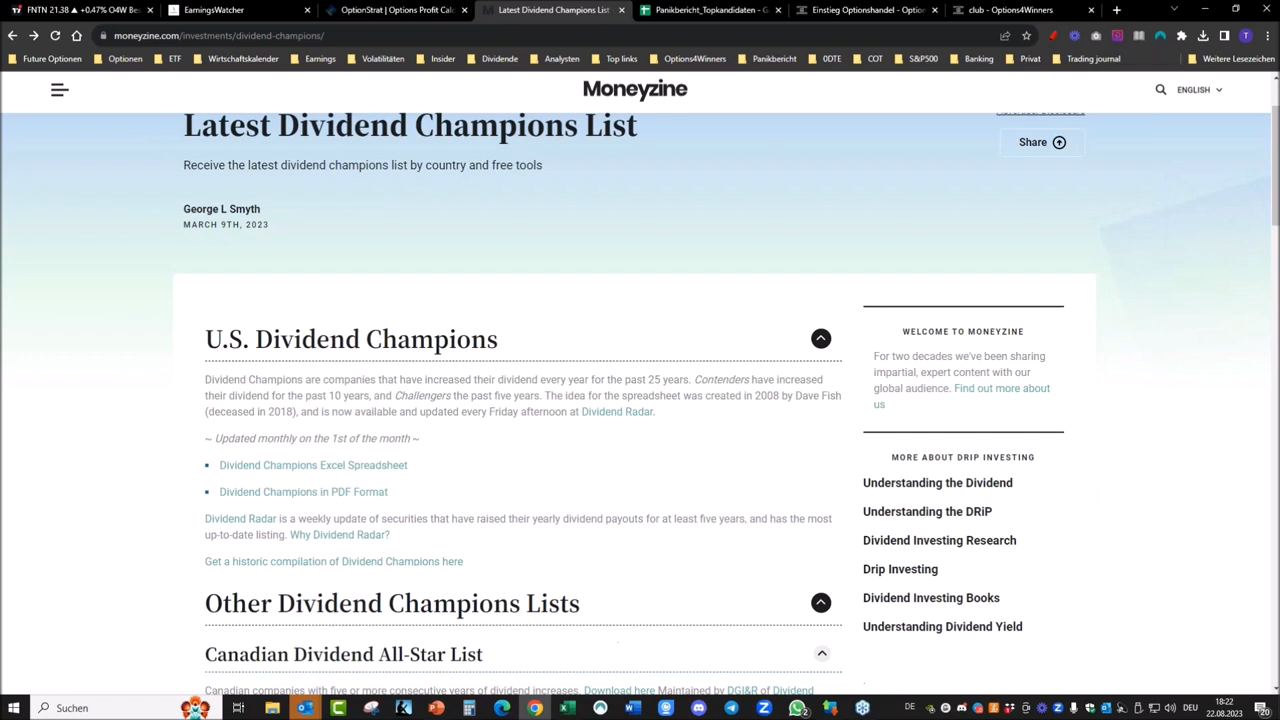 FNTN 21.38 ▲ +0.47% O4W Bes
EarningsWatcher
OptionStrat | Options Profit Calc
Latest Dividend Champions List
Panikbericht_Topkandidaten - G
Einstieg Optionshandel - Option
club - Options4Winners
moneyzine.com/investments/dividend-champions/
Future Optionen
Optionen
ETF
Wirtschaftskalender
Earnings
Volatilitäten
Insider
Dividende
Analysten
Top links
Options4Winners
Panikbericht
0DTE
COT
S&P500
Banking
Privat
Trading journal
Weitere Lesezeichen
Moneyzine
ENGLISH
Latest Dividend Champions List
Share
Receive the latest dividend champions list by country and free tools
George L Smyth
MARCH 9TH, 2023
U.S. Dividend Champions
Dividend Champions are companies that have increased their dividend every year for the past 25 years. Contenders have increased
their dividend for the past 10 years, and Challengers the past five years. The idea for the spreadsheet was created in 2008 by Dave Fish
(deceased in 2018), and is now available and updated every Friday afternoon at Dividend Radar.
~ Updated monthly on the 1st of the month ~
Dividend Champions Excel Spreadsheet
Dividend Champions in PDF Format
Dividend Radar is a weekly update of securities that have raised their yearly dividend payouts for at least five years, and has the most
up-to-date listing. Why Dividend Radar?
Get a historic compilation of Dividend Champions here
Other Dividend Champions Lists
Canadian Dividend All-Star List
Canadian companies with five or more consecutive years of dividend increases. Download here Maintained by DGI&R of Dividend
WELCOME TO MONEYZINE
For two decades we've been sharing
impartial, expert content with our
global audience. Find out more about
us
MORE ABOUT DRIP INVESTING
Understanding the Dividend
Understanding the DRiP
Dividend Investing Research
Drip Investing
Dividend Investing Books
Understanding Dividend Yield
Suchen
DE
DEU
18:22
22.08.2023
20